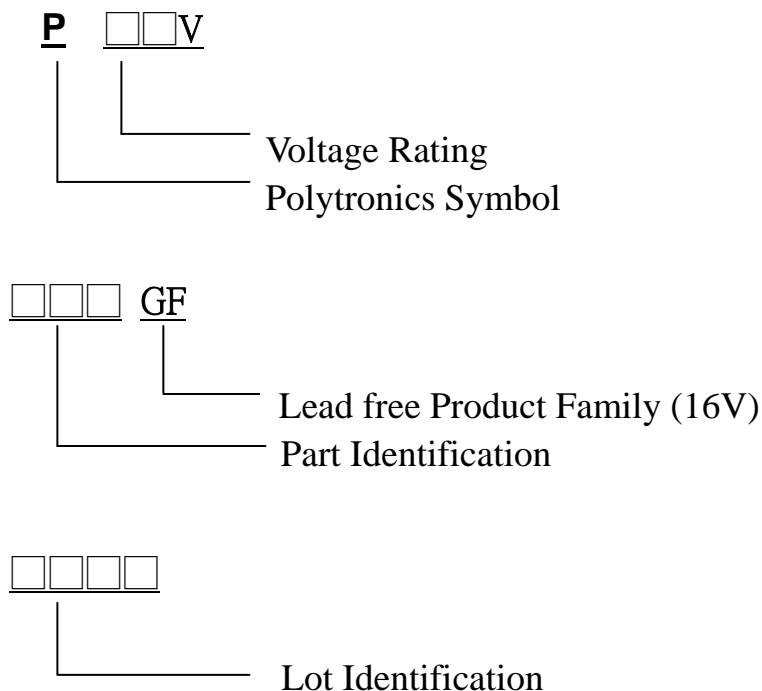 P □□V
Voltage Rating
Polytronics Symbol
□□□ GF
Lead free Product Family (16V)
Part Identification
□□□□
Lot Identification